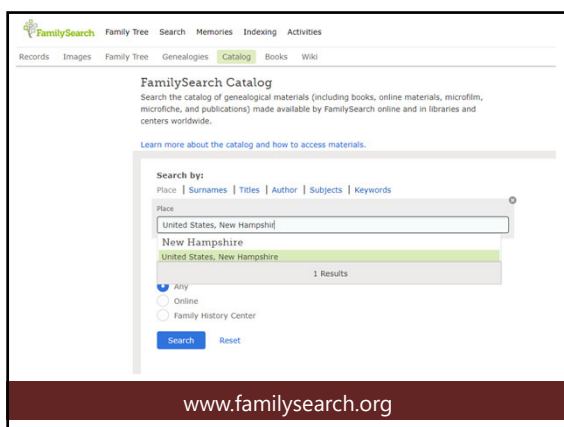 FamilySearch Family Tree Search Memories Indexing Activities
Records Images Family Tree Genealogies Catalog Books Wiki
FamilySearch Catalog
Search the catalog of genealogical materials (including books, online materials, microfilm,
microfiche, and publications) made available by FamilySearch online and in libraries and
centers worldwide.
Learn more about the catalog and how to access materials.
Search by:
Place | Surnames | Titles | Author | Subjects | Keywords
Place
United States, New Hampshir
New Hampshire
United States, New Hampshire
1 Results
Any
Online
Family History Center
Search Reset
www.familysearch.org